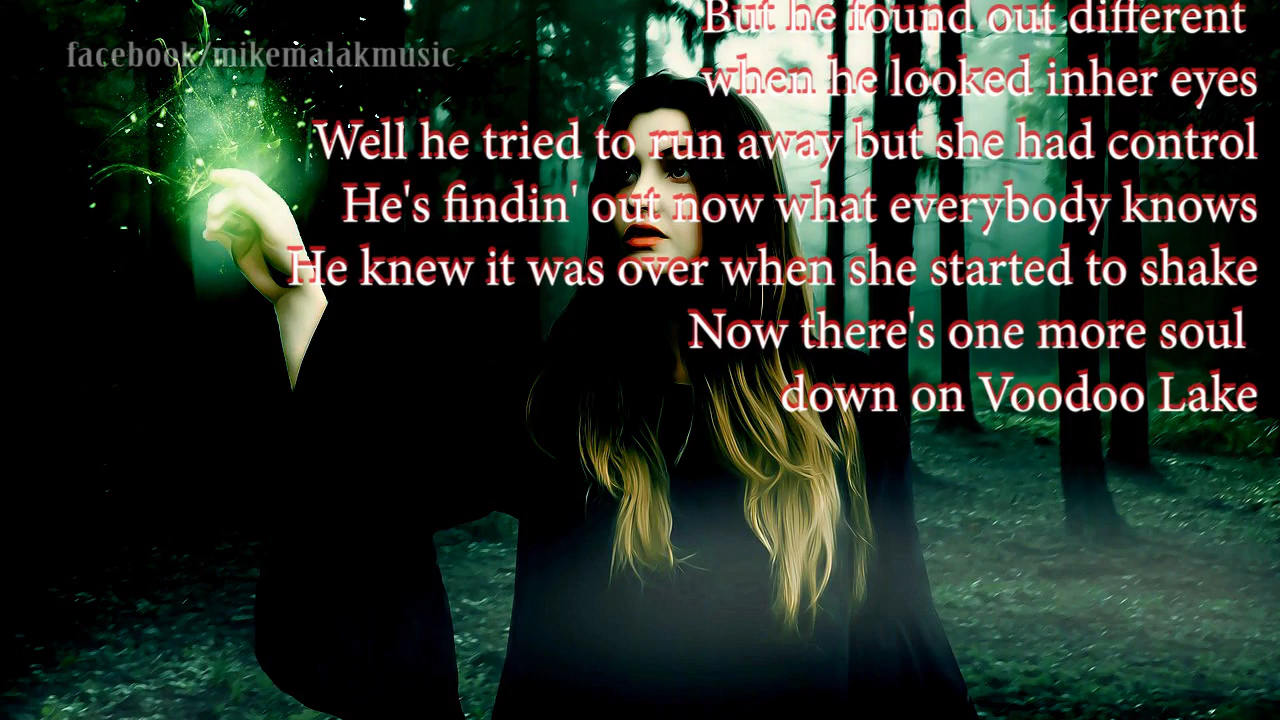 But he found out different
facebook/mikemalakmusic
when he looked inher eyes
Well he tried to run away but she had control
He's findin' out now what everybody knows
He knew it was over when she started to shake
Now there's one more soul
down on Voodoo Lake